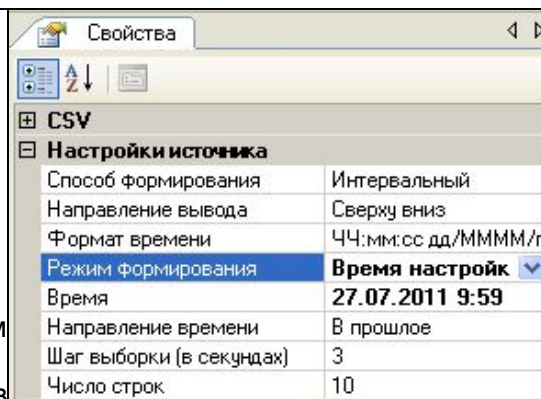 Свойства
CSV
Настройки источника
Способ формирования Интервальный
Направление вывода Сверху вниз
Формат времени ЧЧ:мм:сс дд/ММММ/г
Режим формирования Время настройк
Время 27.07.2011 9:59
м Направление времени В прошлое
Шаг выборки (в секундах) 3
в Число строк 10